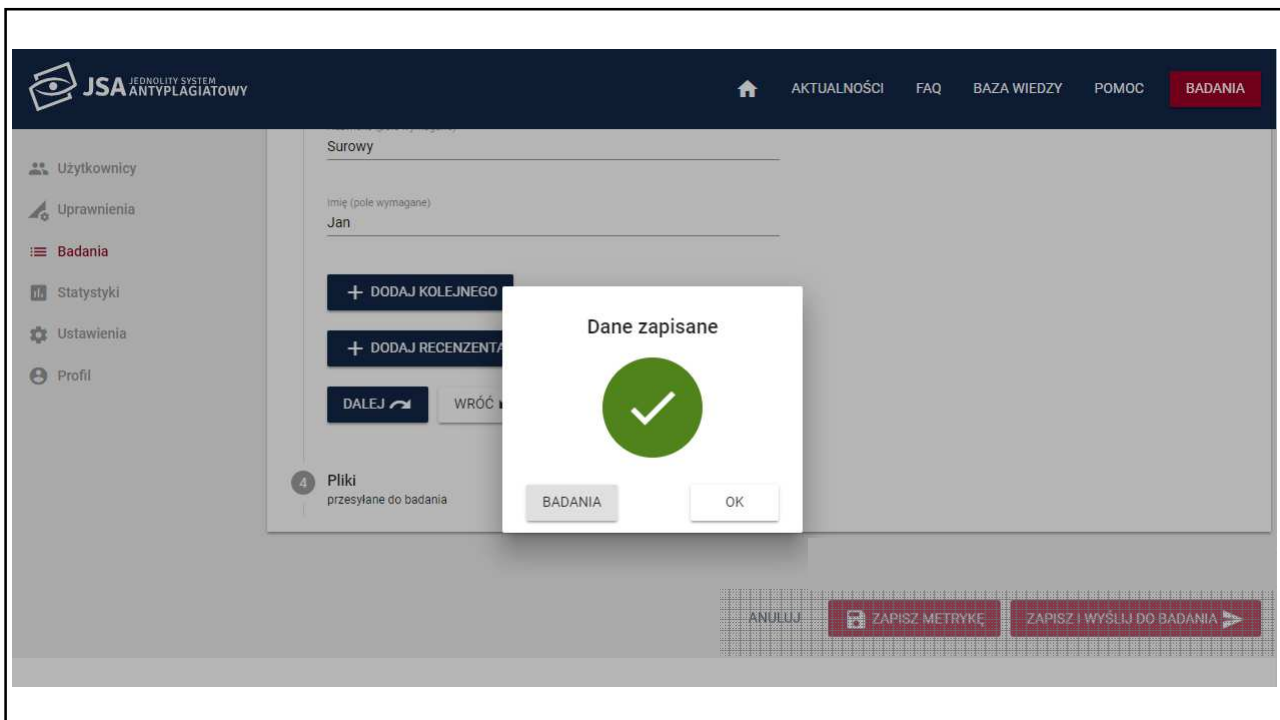 JSA JEDNOLITY SYSTEM
ANTYPLAGIATOWY
AKTUALNOŚCI FAQ BAZA WIEDZY POMOC BADANIA
Surowy
Użytkownicy
Uprawnienia
Badania
Statystyki
Ustawienia
Profil
Imię (pole wymagane)
Jan
+ DODAJ KOLEJNEGO
+ DODAJ RECENZENTA
DALEJ WRÓĆ
4 Pliki
przesyłane do badania
Dane zapisane
BADANIA OK
ANULUJ ZAPISZ METRYKĘ ZAPISZ I WYŚLIJ DO BADANIA